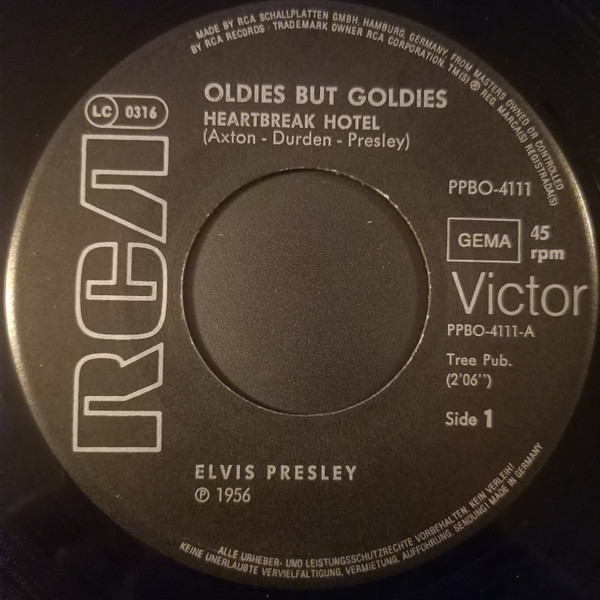 MADE BY RCA SCHALLPLATTEN GMBH, HAMBURG, GERMANY, FROM MASTERS OWNED OR CONTROLLED
BY RCA RECORDS · TRADEMARK OWNER RCA CORPORATION. TM(S) ® REG. MARCA(S) REGISTRADA(S)
LC 0316
RCA
OLDIES BUT GOLDIES
HEARTBREAK HOTEL
(Axton - Durden - Presley)
PPBO-4111
GEMA
45
rpm
Victor
PPBO-4111-A
Tree Pub.
(2'06'')
Side 1
ELVIS PRESLEY
℗ 1956
ALLE URHEBER- UND LEISTUNGSSCHUTZRECHTE VORBEHALTEN. KEIN VERLEIH!
KEINE UNERLAUBTE VERVIELFÄLTIGUNG, VERMIETUNG, AUFFÜHRUNG, SENDUNG! MADE IN GERMANY